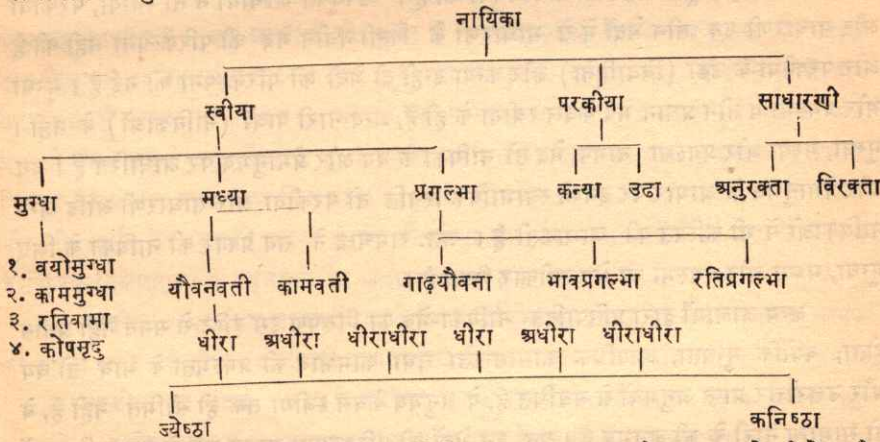 नायिका
स्वीया परकीया साधारणी
मुग्धा मध्या प्रगल्भा कन्या उढा अनुरक्ता विरक्ता
१. वयोमुग्धा
२. काममुग्धा
३. रतिवामा
४. कोपमृदु
यौवनवती कामवती गाढ़यौवना भावप्रगल्भा रतिप्रगल्भा
धीरा अधीरा धीराधीरा धीरा अधीरा धीराधीरा
ज्येष्ठा कनिष्ठा